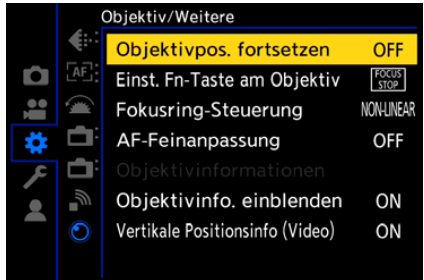 Objektiv/Weitere
Objektivpos. fortsetzen OFF
AF
Einst. Fn-Taste am Objektiv FOCUS STOP
Fokusring-Steuerung NON-LINEAR
AF-Feinanpassung OFF
Objektivinformationen
Objektivinfo. einblenden ON
Vertikale Positionsinfo (Video) ON